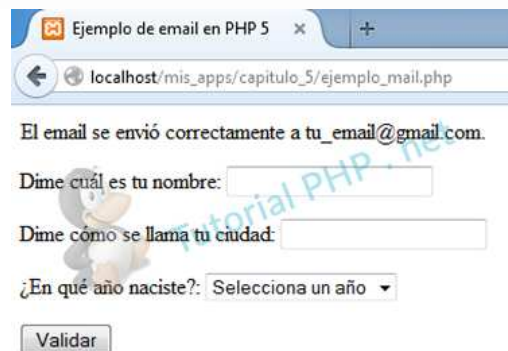 Ejemplo de email en PHP 5 ×
localhost/mis_apps/capitulo_5/ejemplo_mail.php
El email se envió correctamente a tu_email@gmail.com.
Dime cuál es tu nombre:
Tutorial PHP . net
Dime cómo se llama tu ciudad:
¿En qué año naciste?: Selecciona un año
Validar